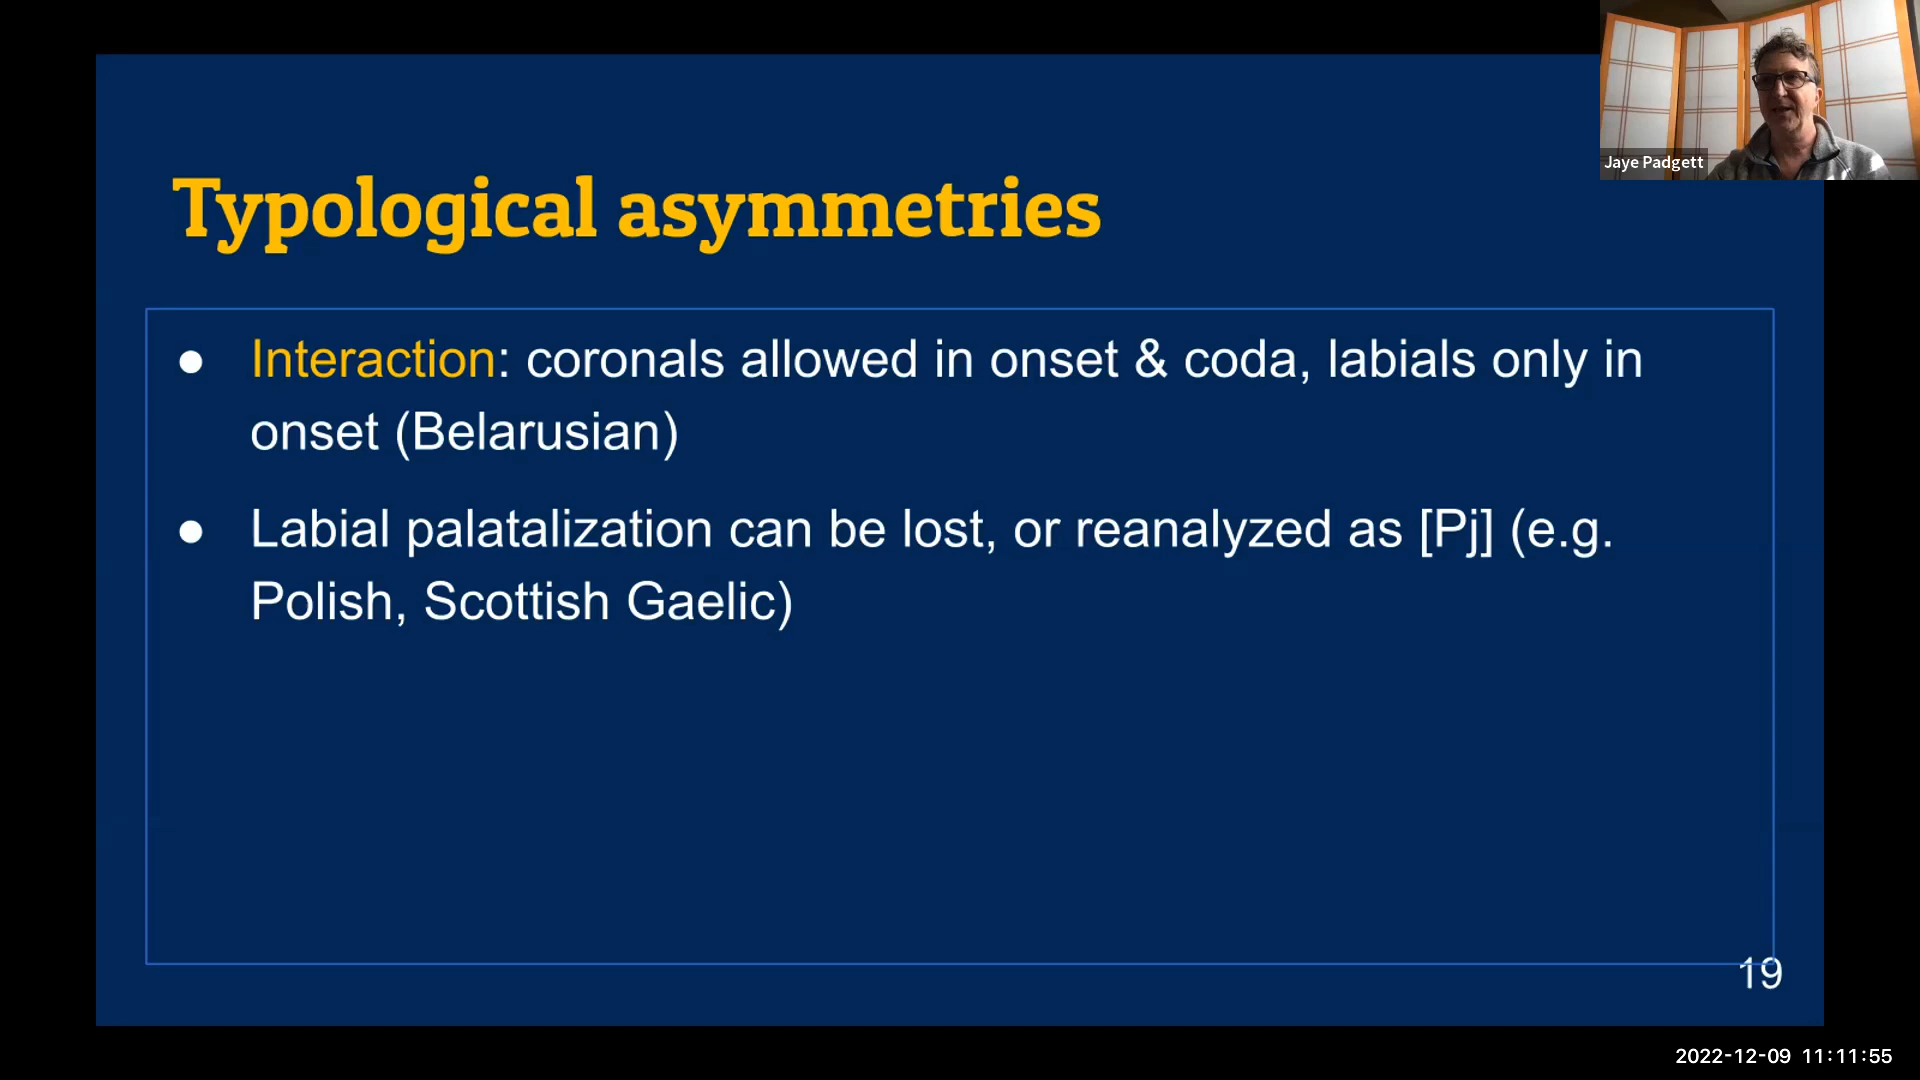 Jaye Padgett
Typological asymmetries
● Interaction: coronals allowed in onset & coda, labials only in
onset (Belarusian)
● Labial palatalization can be lost, or reanalyzed as [Pj] (e.g.
Polish, Scottish Gaelic)
19
2022-12-09 11:11:55